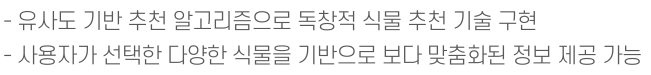 - 유사도 기반 추천 알고리즘으로 독창적 식물 추천 기술 구현
- 사용자가 선택한 다양한 식물을 기반으로 보다 맞춤화된 정보 제공 가능